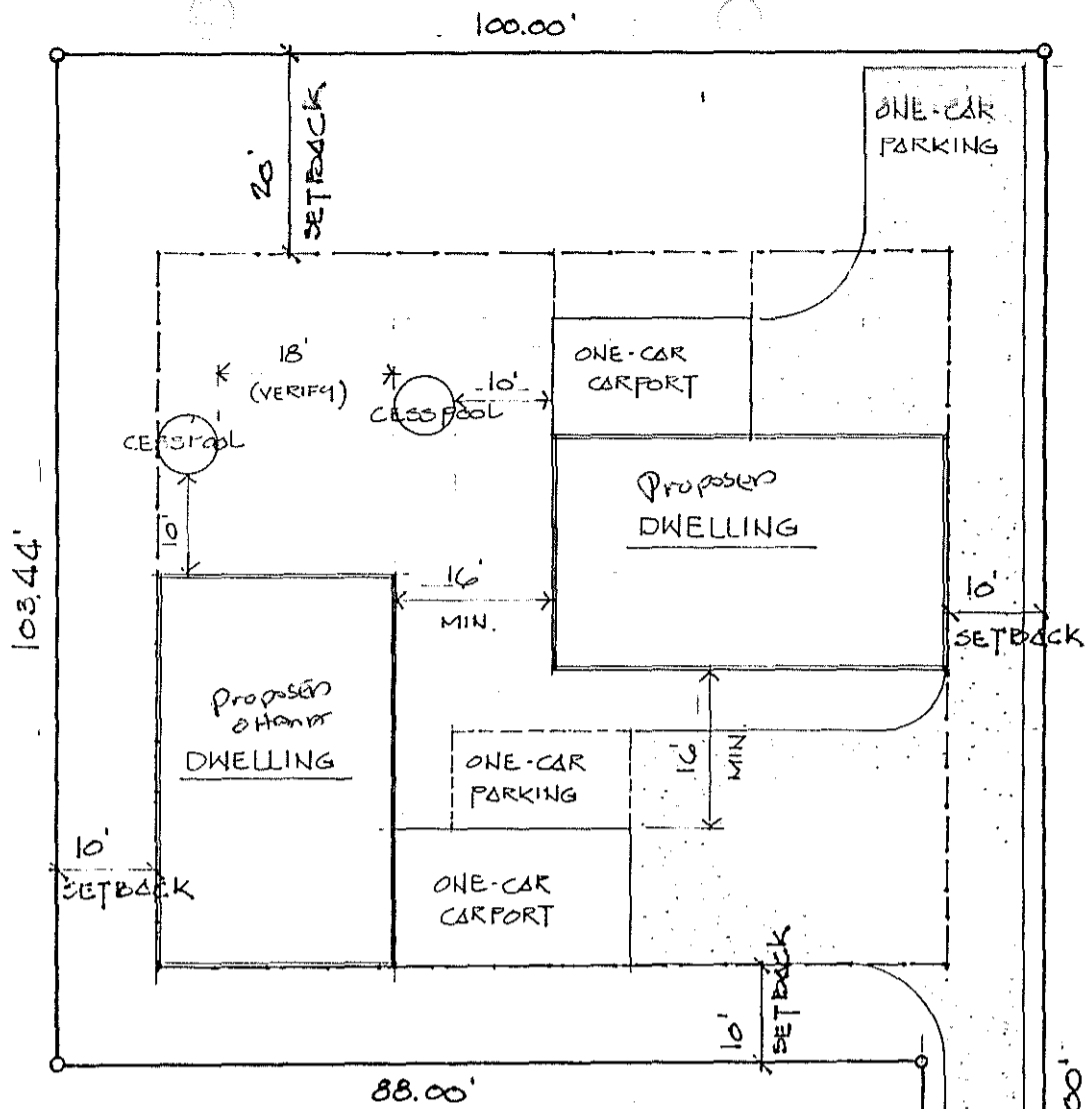 100.00'
20'
SETBACK
ONE-CAR
PARKING
18'
(VERIFY)
10'
ONE-CAR
CARPORT
CESSPOOL
CESSPOOL
10'
Proposed
DWELLING
103.44'
16'
MIN.
10'
SETBACK
Proposed
OHANA
DWELLING
ONE-CAR
PARKING
16'
MIN.
10'
SETBACK
ONE-CAR
CARPORT
10'
SETBACK
88.00'